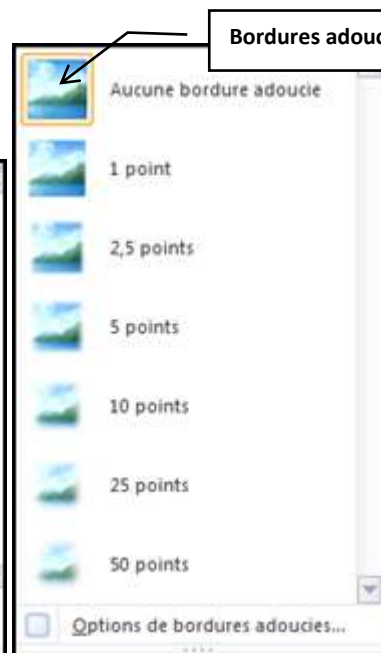 Bordures
Aucune bordure adoucie
1 point
2,5 points
5 points
10 points
25 points
50 points
Options de bordures adoucies...